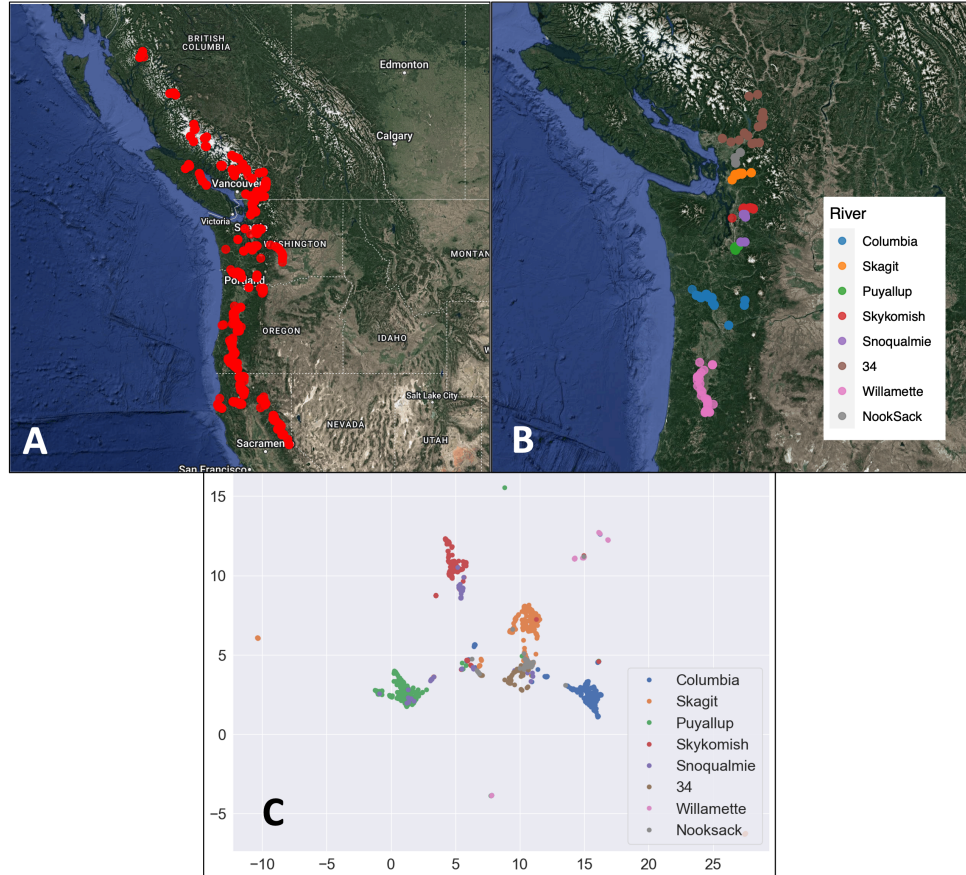 BRITISH
COLUMBIA
Edmonton
Calgary
Vancouver
Victoria
WASHINGTON
MONTAN
Portland
OREGON
IDAHO
Salt Lake City
NEVADA
Sacramen
UTAH
San Francisco
A
River
Columbia
Skagit
Puyallup
Skykomish
Snoqualmie
34
Willamette
NookSack
B
15
10
5
0
−5
Columbia
Skagit
Puyallup
Skykomish
Snoqualmie
34
Willamette
Nooksack
C
−10 −5 0 5 10 15 20 25